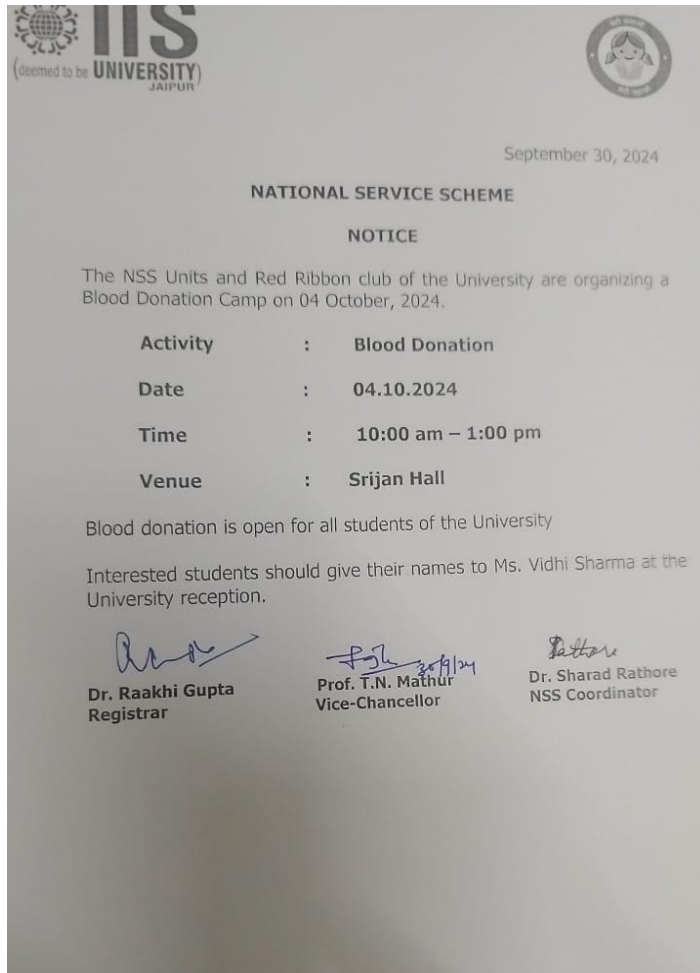 IIS
(deemed to be UNIVERSITY)
JAIPUR
September 30, 2024
NATIONAL SERVICE SCHEME
NOTICE
The NSS Units and Red Ribbon club of the University are organizing a
Blood Donation Camp on 04 October, 2024.
Activity : Blood Donation
Date : 04.10.2024
Time : 10:00 am – 1:00 pm
Venue : Srijan Hall
Blood donation is open for all students of the University
Interested students should give their names to Ms. Vidhi Sharma at the
University reception.
30/9/24
Rathore
Dr. Raakhi Gupta Prof. T.N. Mathur Dr. Sharad Rathore
Registrar Vice-Chancellor NSS Coordinator